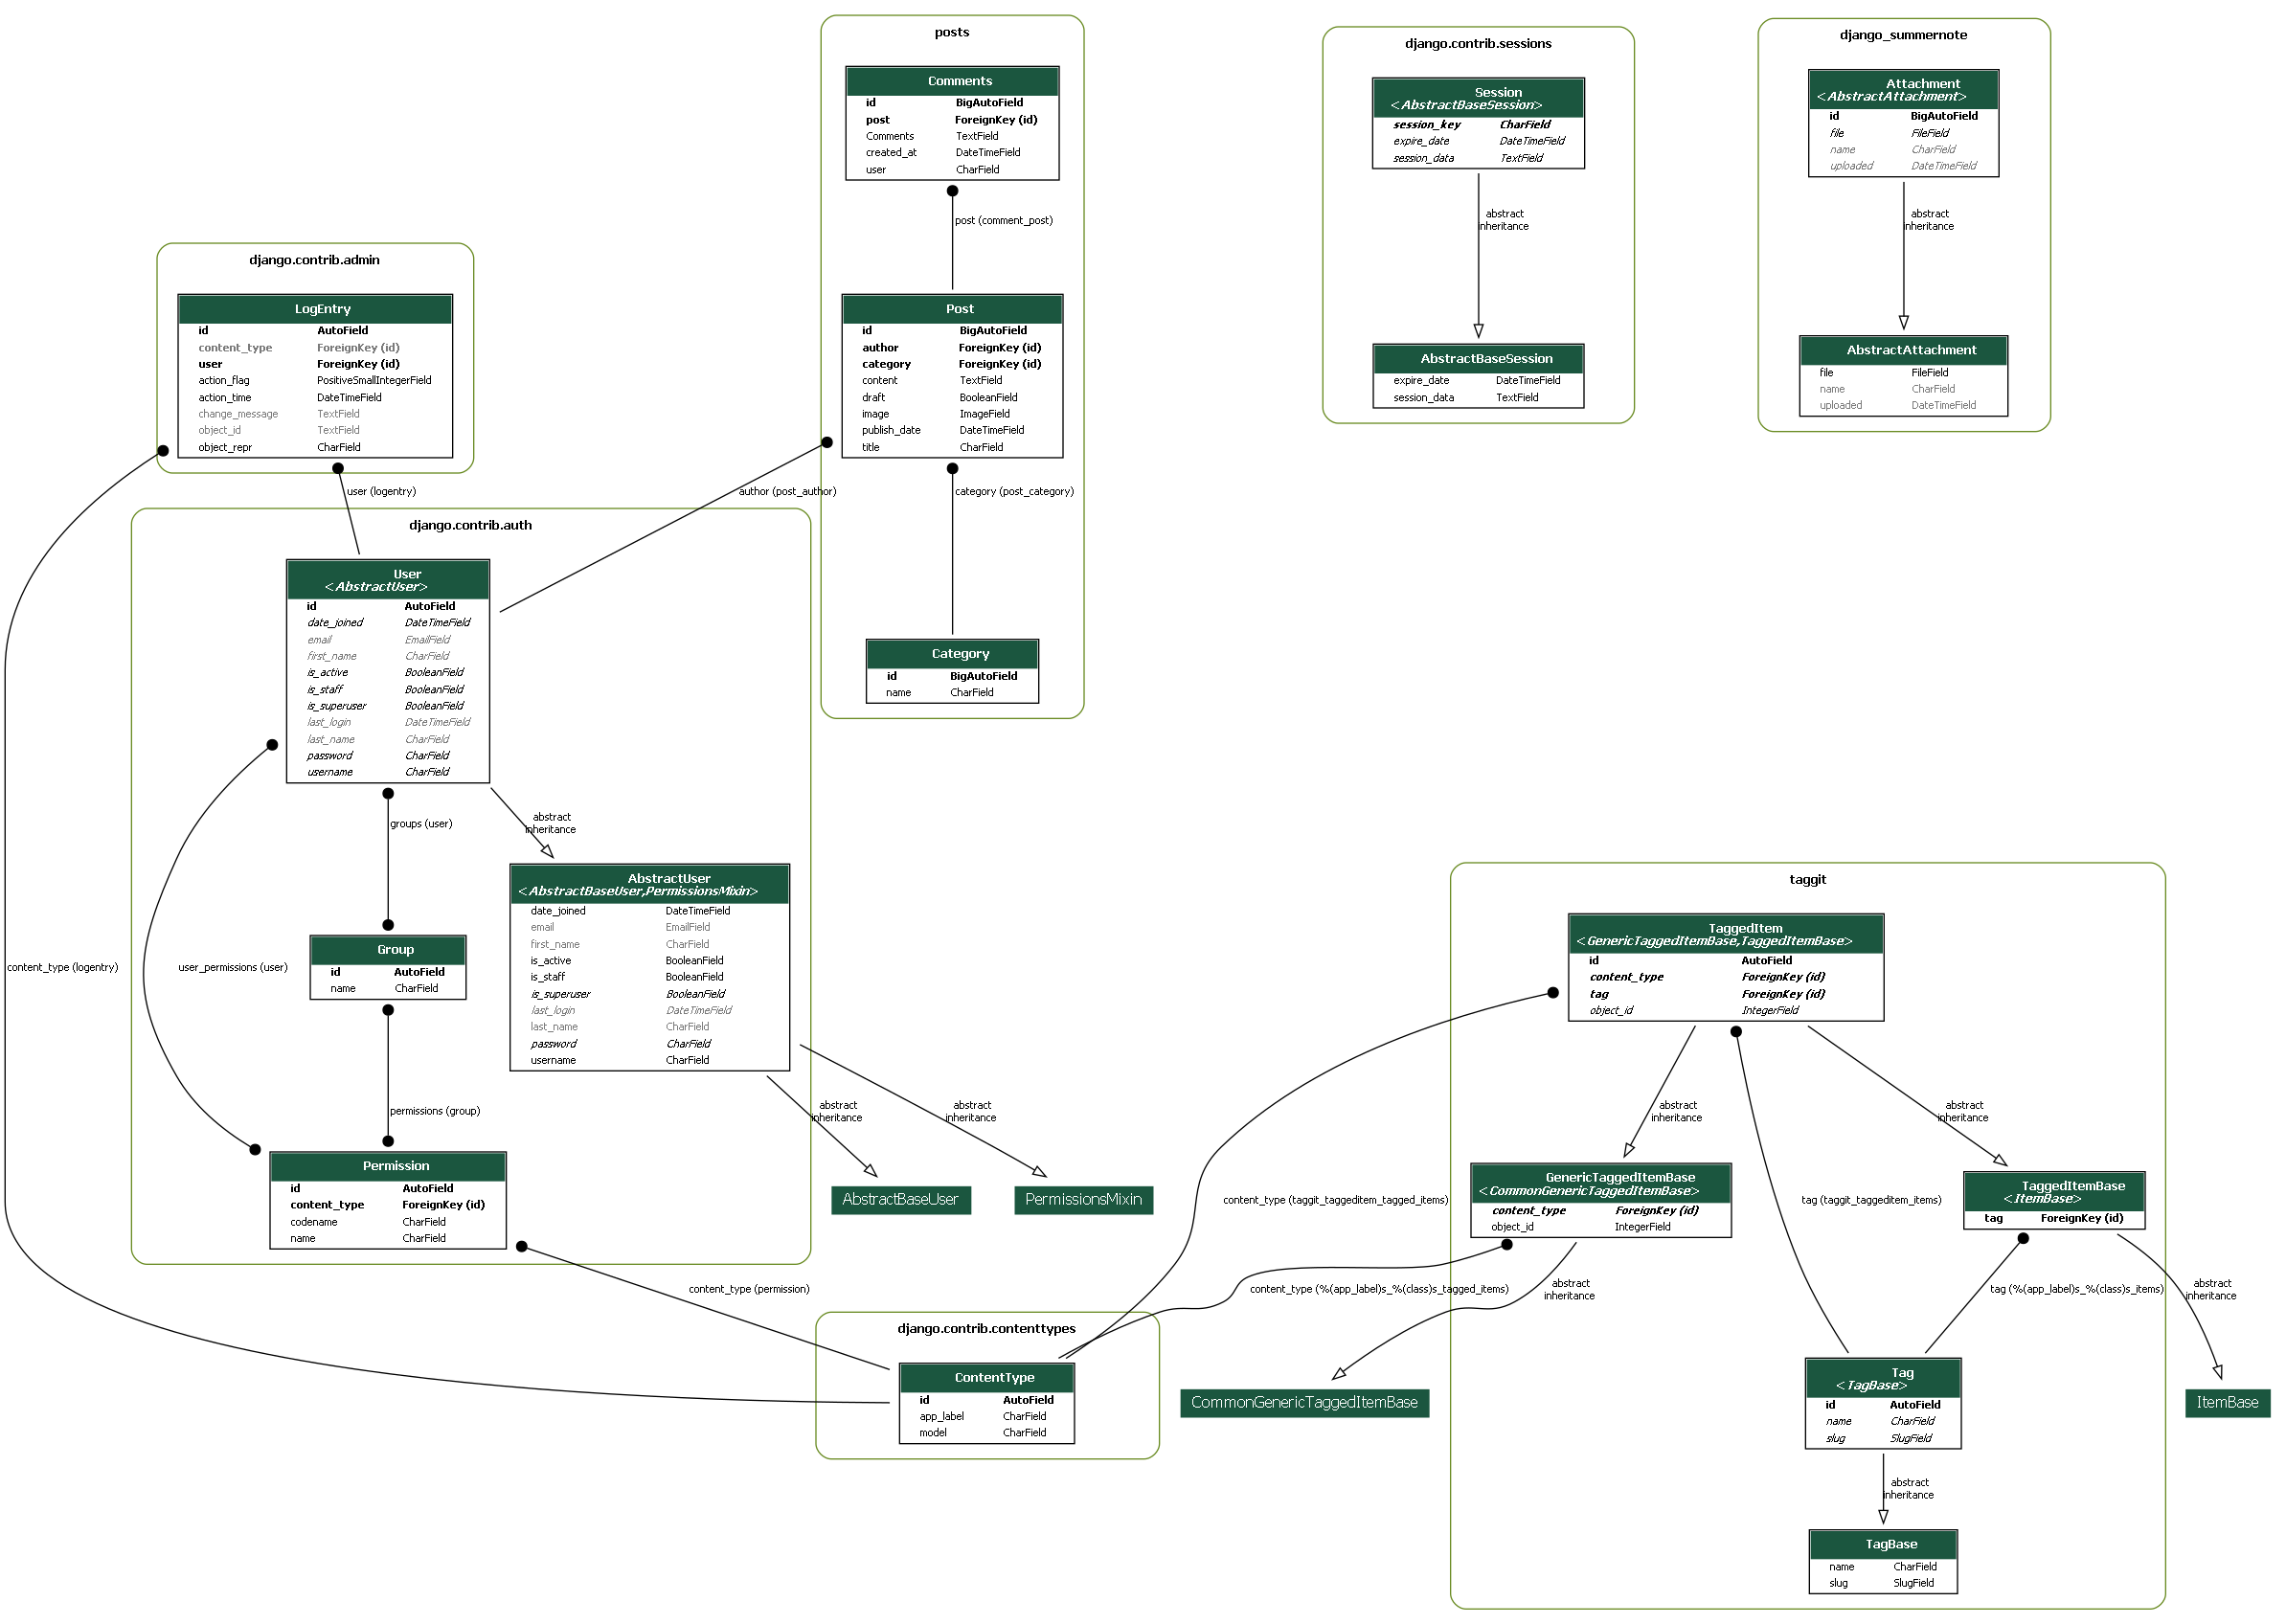 posts
Comments
id BigAutoField
post ForeignKey (id)
Comments TextField
created_at DateTimeField
user CharField
post (comment_post)
Post
id BigAutoField
author ForeignKey (id)
category ForeignKey (id)
content TextField
draft BooleanField
image ImageField
publish_date DateTimeField
title CharField
author (post_author)
category (post_category)
Category
id BigAutoField
name CharField
django.contrib.sessions
Session
<AbstractBaseSession>
session_key CharField
expire_date DateTimeField
session_data TextField
abstract
inheritance
AbstractBaseSession
expire_date DateTimeField
session_data TextField
django_summernote
Attachment
<AbstractAttachment>
id BigAutoField
file FileField
name CharField
uploaded DateTimeField
abstract
inheritance
AbstractAttachment
file FileField
name CharField
uploaded DateTimeField
django.contrib.admin
LogEntry
id AutoField
content_type ForeignKey (id)
user ForeignKey (id)
action_flag PositiveSmallIntegerField
action_time DateTimeField
change_message TextField
object_id TextField
object_repr CharField
user (logentry)
content_type (logentry)
django.contrib.auth
User
<AbstractUser>
id AutoField
date_joined DateTimeField
email EmailField
first_name CharField
is_active BooleanField
is_staff BooleanField
is_superuser BooleanField
last_login DateTimeField
last_name CharField
password CharField
username CharField
groups (user)
abstract
inheritance
user_permissions (user)
Group
id AutoField
name CharField
permissions (group)
AbstractUser
<AbstractBaseUser,PermissionsMixin>
date_joined DateTimeField
email EmailField
first_name CharField
is_active BooleanField
is_staff BooleanField
is_superuser BooleanField
last_login DateTimeField
last_name CharField
password CharField
username CharField
abstract
inheritance
abstract
inheritance
AbstractBaseUser
PermissionsMixin
Permission
id AutoField
content_type ForeignKey (id)
codename CharField
name CharField
content_type (permission)
django.contrib.contenttypes
ContentType
id AutoField
app_label CharField
model CharField
taggit
TaggedItem
<GenericTaggedItemBase,TaggedItemBase>
id AutoField
content_type ForeignKey (id)
tag ForeignKey (id)
object_id IntegerField
abstract
inheritance
abstract
inheritance
content_type (taggit_taggeditem_tagged_items)
tag (taggit_taggeditem_items)
GenericTaggedItemBase
<CommonGenericTaggedItemBase>
content_type ForeignKey (id)
object_id IntegerField
TaggedItemBase
<ItemBase>
tag ForeignKey (id)
content_type (%(app_label)s_%(class)s_tagged_items)
abstract
inheritance
tag (%(app_label)s_%(class)s_items)
abstract
inheritance
CommonGenericTaggedItemBase
ItemBase
Tag
<TagBase>
id AutoField
name CharField
slug SlugField
abstract
inheritance
TagBase
name CharField
slug SlugField